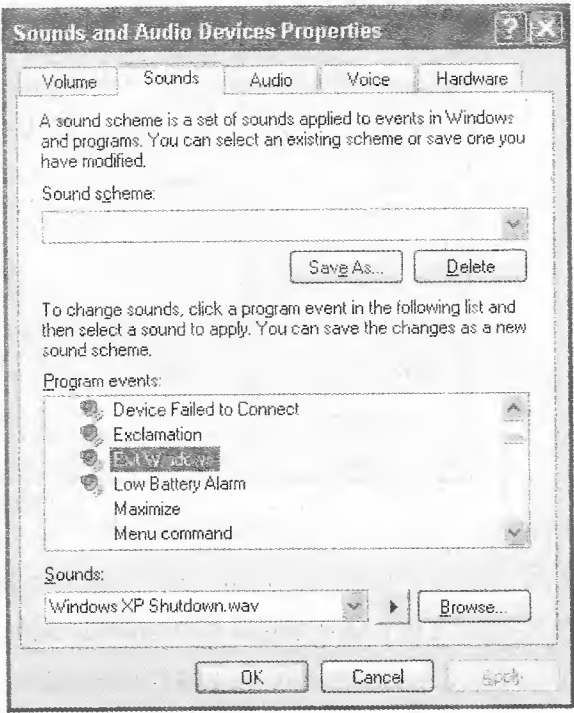 Sounds and Audio Devices Properties
Volume
Sounds
Audio
Voice
Hardware
A sound scheme is a set of sounds applied to events in Windows
and programs. You can select an existing scheme or save one you
have modified.
Sound scheme:
Save As...
Delete
To change sounds, click a program event in the following list and
then select a sound to apply. You can save the changes as a new
sound scheme.
Program events:
Device Failed to Connect
Exclamation
Exit Windows
Low Battery Alarm
Maximize
Menu command
Sounds:
Windows XP Shutdown.wav
Browse...
OK
Cancel
Apply